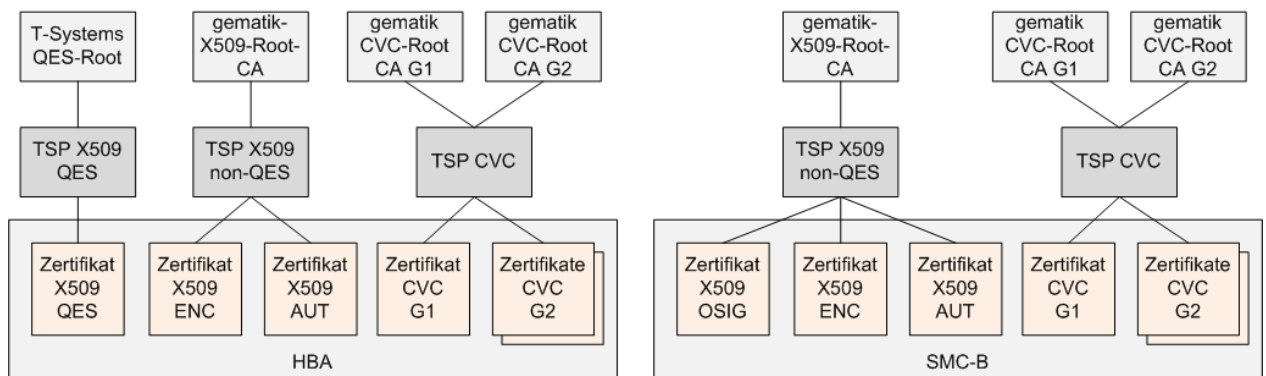 T-Systems
QES-Root
gematik-
X509-Root-
CA
gematik
CVC-Root
CA G1
gematik
CVC-Root
CA G2
gematik-
X509-Root-
CA
gematik
CVC-Root
CA G1
gematik
CVC-Root
CA G2
TSP X509
QES
TSP X509
non-QES
TSP CVC
TSP X509
non-QES
TSP CVC
Zertifikat
X509
QES
Zertifikat
X509
ENC
Zertifikat
X509
AUT
Zertifikat
CVC
G1
Zertifikate
CVC
G2
Zertifikat
X509
OSIG
Zertifikat
X509
ENC
Zertifikat
X509
AUT
Zertifikat
CVC
G1
Zertifikate
CVC
G2
HBA
SMC-B